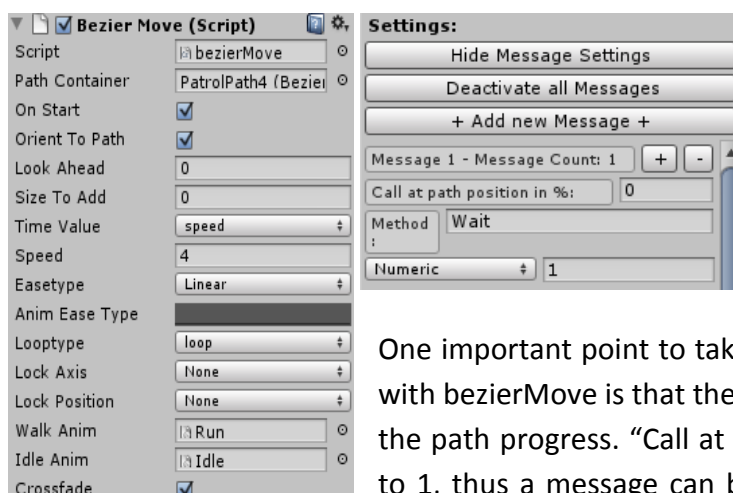 Bezier Move (Script)
Script bezierMove
Path Container PatrolPath4 (Bezier
On Start
Orient To Path
Look Ahead 0
Size To Add 0
Time Value speed
Speed 4
Easetype Linear
Anim Ease Type
Looptype loop
Lock Axis None
Lock Position None
Walk Anim Run
Idle Anim Idle
Crossfade
Settings:
Hide Message Settings
Deactivate all Messages
+ Add new Message +
Message 1 - Message Count: 1 + -
Call at path position in %: 0
Method : Wait
Numeric 1
One important point to tak
with bezierMove is that the
the path progress. “Call at
to 1, thus a message can b